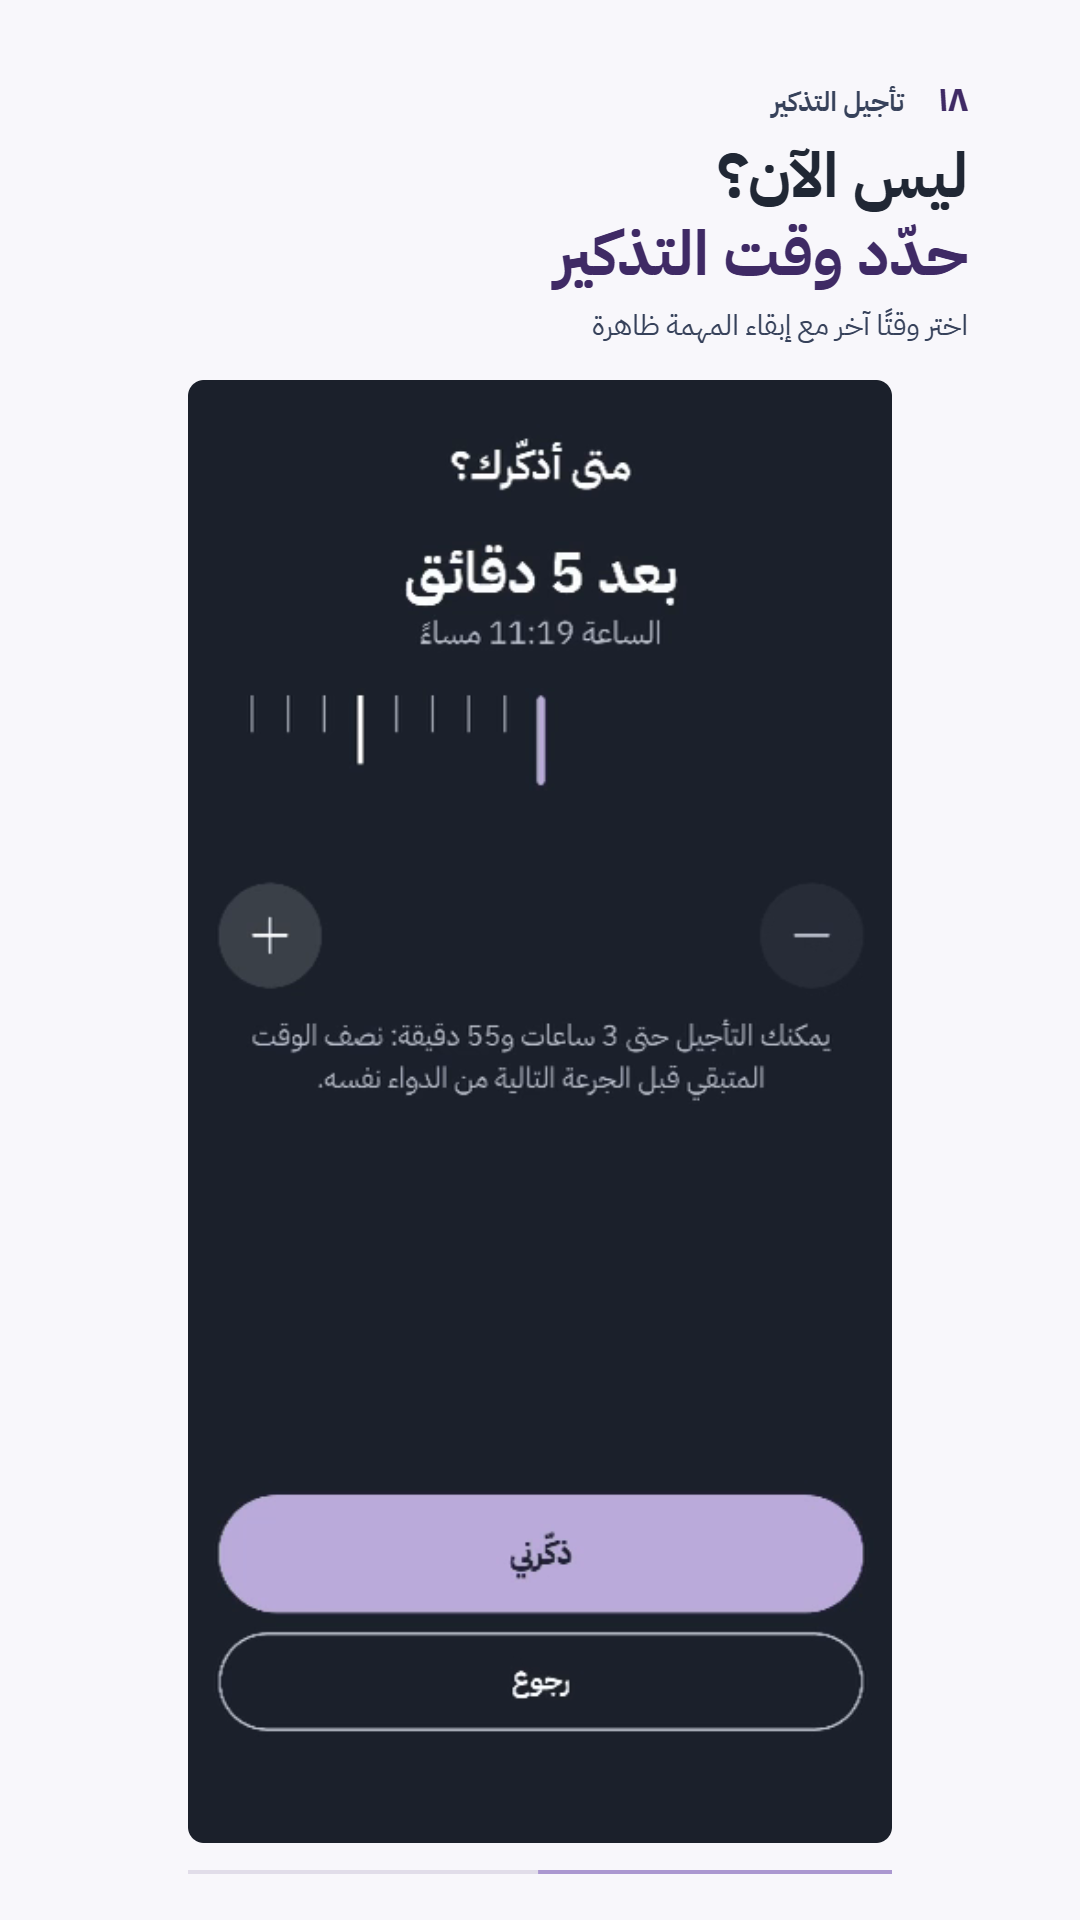 ١٨ تأجيل التذكير
ليس الآن؟
حدّد وقت التذكير
اختر وقتًا آخر مع إبقاء المهمة ظاهرة
متى أذكّرك؟
بعد 5 دقائق
الساعة 11:19 مساءً
يمكنك التأجيل حتى 3 ساعات و55 دقيقة: نصف الوقت
المتبقي قبل الجرعة التالية من الدواء نفسه.
ذكّرني
رجوع